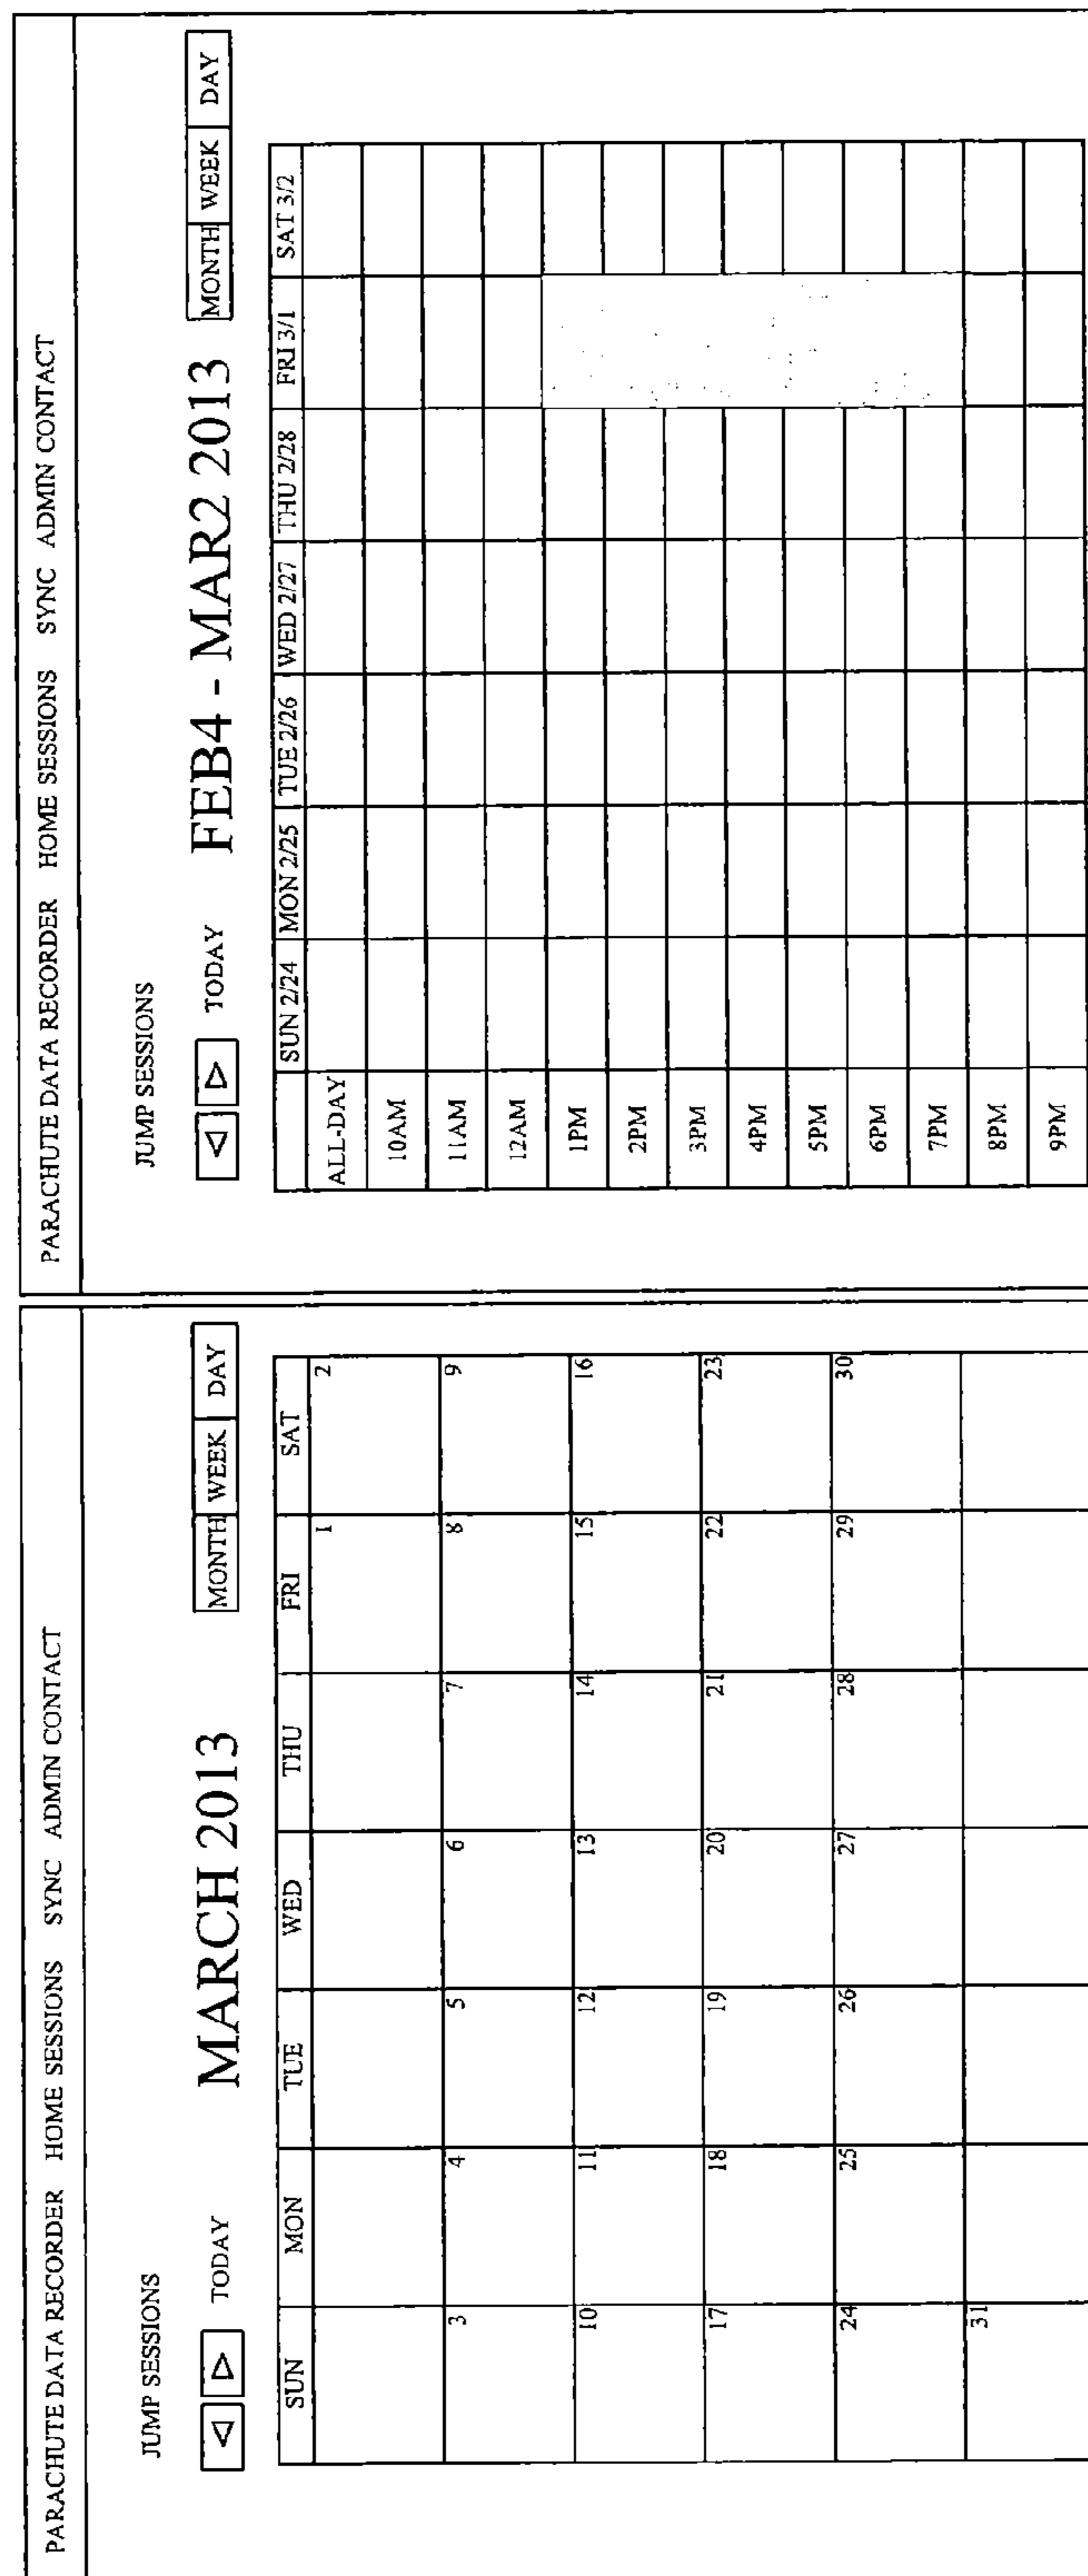 PARACHUTE DATA RECORDER HOME SESSIONS SYNC ADMIN CONTACT
JUMP SESSIONS
TODAY MARCH 2013 MONTH WEEK DAY
SUN MON TUE WED THU FRI SAT
1 2
3 4 5 6 7 8 9
10 11 12 13 14 15 16
17 18 19 20 21 22 23
24 25 26 27 28 29 30
31
PARACHUTE DATA RECORDER HOME SESSIONS SYNC ADMIN CONTACT
JUMP SESSIONS
TODAY FEB4 - MAR2 2013 MONTH WEEK DAY
SUN 2/24 MON 2/25 TUE 2/26 WED 2/27 THU 2/28 FRI 3/1 SAT 3/2
ALL-DAY
10AM
11AM
12AM
1PM
2PM
3PM
4PM
5PM
6PM
7PM
8PM
9PM